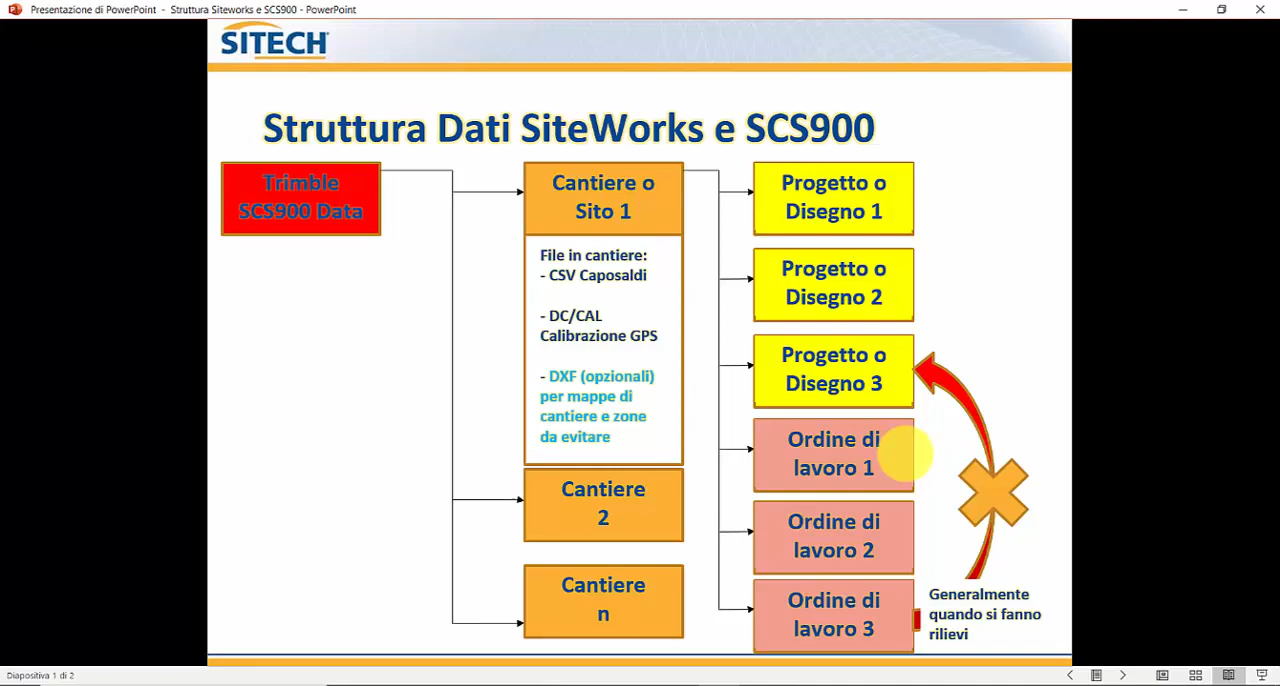 Presentazione di PowerPoint - Struttura Siteworks e SCS900 - PowerPoint
SITECH
Struttura Dati SiteWorks e SCS900
Trimble
SCS900 Data
Cantiere o
Sito 1
File in cantiere:
- CSV Caposaldi
- DC/CAL
Calibrazione GPS
- DXF (opzionali)
per mappe di
cantiere e zone
da evitare
Cantiere
2
Cantiere
n
Progetto o
Disegno 1
Progetto o
Disegno 2
Progetto o
Disegno 3
Ordine di
lavoro 1
Ordine di
lavoro 2
Ordine di
lavoro 3
Generalmente
quando si fanno
rilievi
Diapositiva 1 di 2